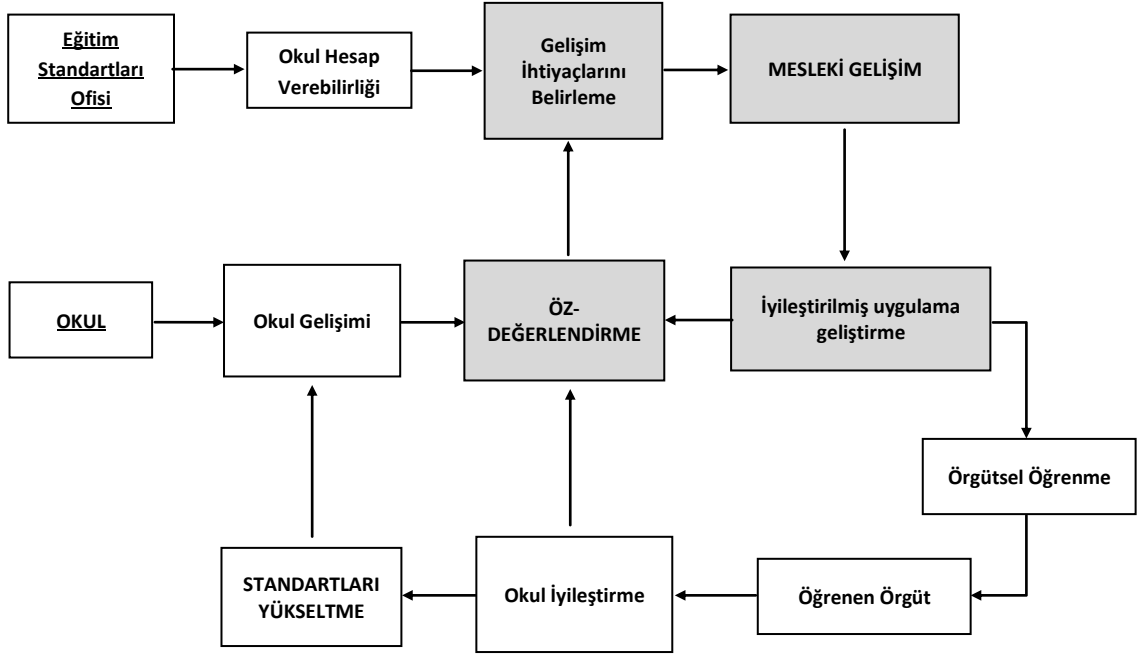 Eğitim
Standartları
Ofisi
Okul Hesap
Verebilirliği
Gelişim
İhtiyaçlarını
Belirleme
MESLEKİ GELİŞİM
OKUL
Okul Gelişimi
ÖZ-
DEĞERLENDİRME
İyileştirilmiş uygulama
geliştirme
Örgütsel Öğrenme
STANDARTLARI
YÜKSELTME
Okul İyileştirme
Öğrenen Örgüt